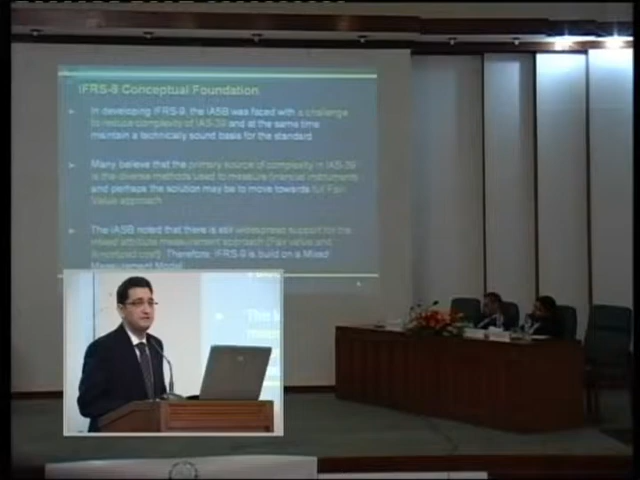 IFRS-9 Conceptual Foundation
In developing IFRS-9, the IASB was faced with a challenge
to reduce complexity of IAS-39 and at the same time
maintain a technically sound basis for the standard
Many believe that the primary source of complexity in IAS-39
is the diverse methods used to measure financial instruments
and perhaps the solution may be to move towards full Fair
Value approach
The IASB noted that there is still widespread support for the
mixed attribute measurement approach (Fair value and
Amortized cost). Therefore, IFRS-9 is build on a Mixed
Measurement Model